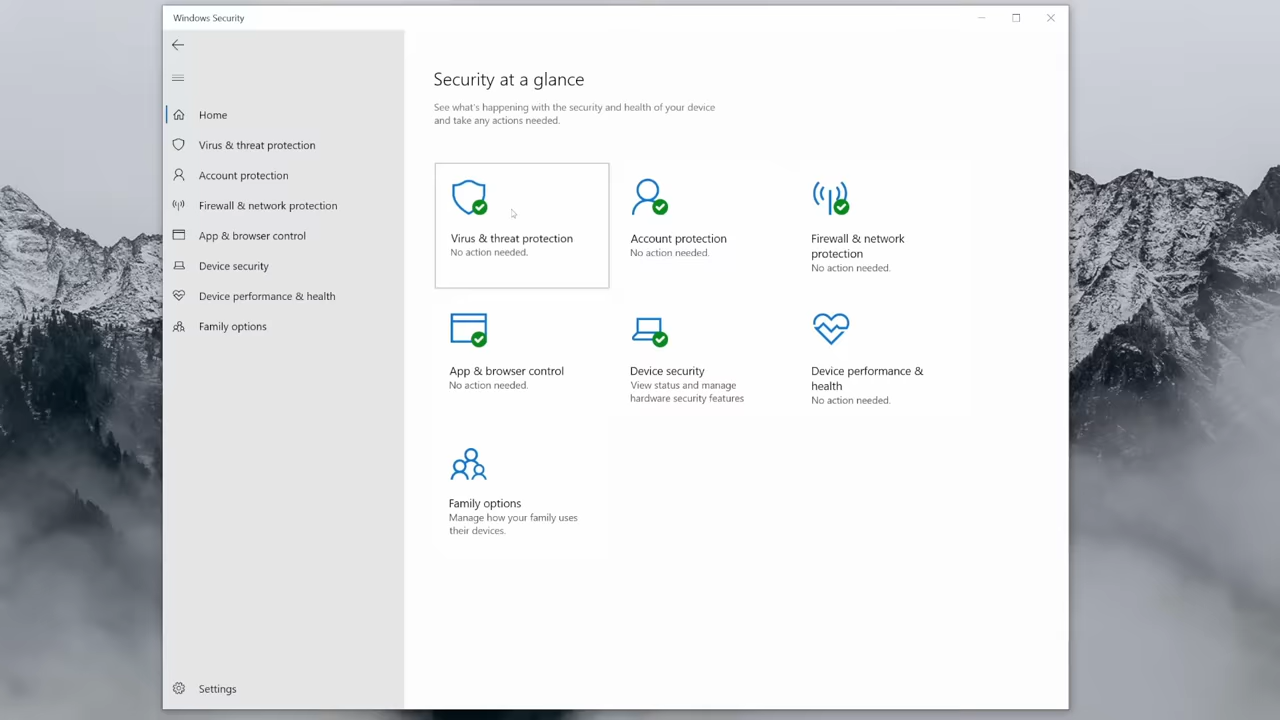 Windows Security
Home
Virus & threat protection
Account protection
Firewall & network protection
App & browser control
Device security
Device performance & health
Family options
Settings
Security at a glance
See what's happening with the security and health of your device
and take any actions needed.
Virus & threat protection
No action needed.
Account protection
No action needed.
Firewall & network
protection
No action needed.
App & browser control
No action needed.
Device security
View status and manage
hardware security features
Device performance &
health
No action needed.
Family options
Manage how your family uses
their devices.